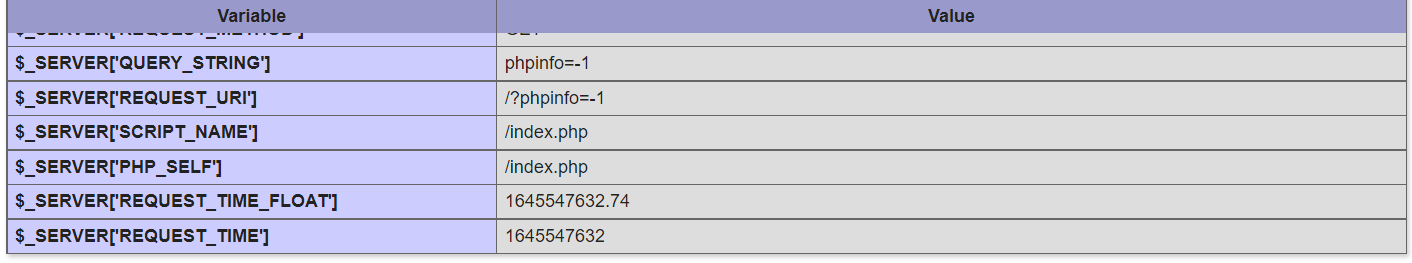 Variable Value
$_SERVER['QUERY_STRING'] phpinfo=-1
$_SERVER['REQUEST_URI'] /?phpinfo=-1
$_SERVER['SCRIPT_NAME'] /index.php
$_SERVER['PHP_SELF'] /index.php
$_SERVER['REQUEST_TIME_FLOAT'] 1645547632.74
$_SERVER['REQUEST_TIME'] 1645547632